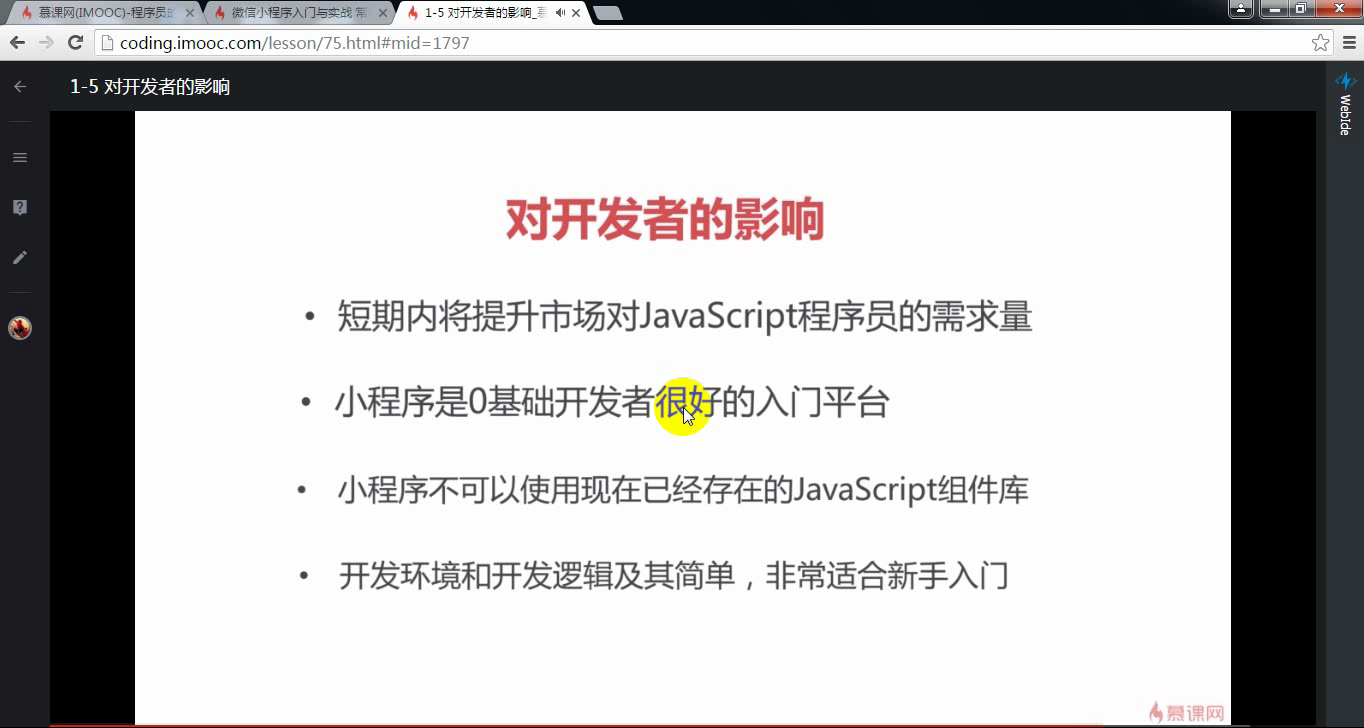 慕课网(IMOOC)-程序员的
微信小程序入门与实战 常
1-5 对开发者的影响_慕
coding.imooc.com/lesson/75.html#mid=1797
1-5 对开发者的影响
WebIde
对开发者的影响
• 短期内将提升市场对JavaScript程序员的需求量
• 小程序是0基础开发者很好的入门平台
• 小程序不可以使用现在已经存在的JavaScript组件库
• 开发环境和开发逻辑及其简单，非常适合新手入门
慕课网